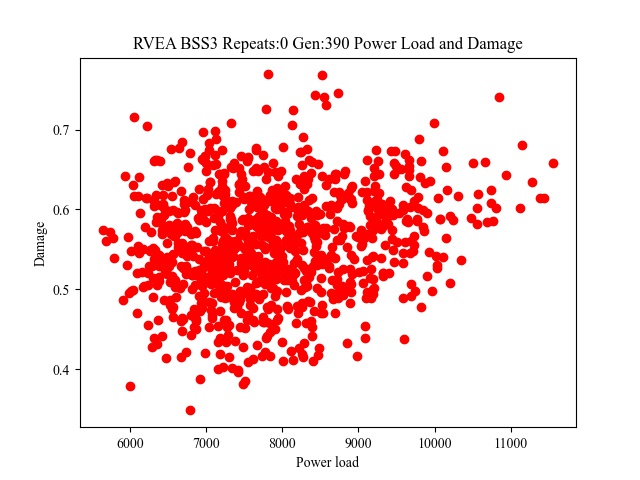 RVEA BSS3 Repeats:0 Gen:390 Power Load and Damage
0.7
0.6
0.5
0.4
Damage
6000 7000 8000 9000 10000 11000
Power load